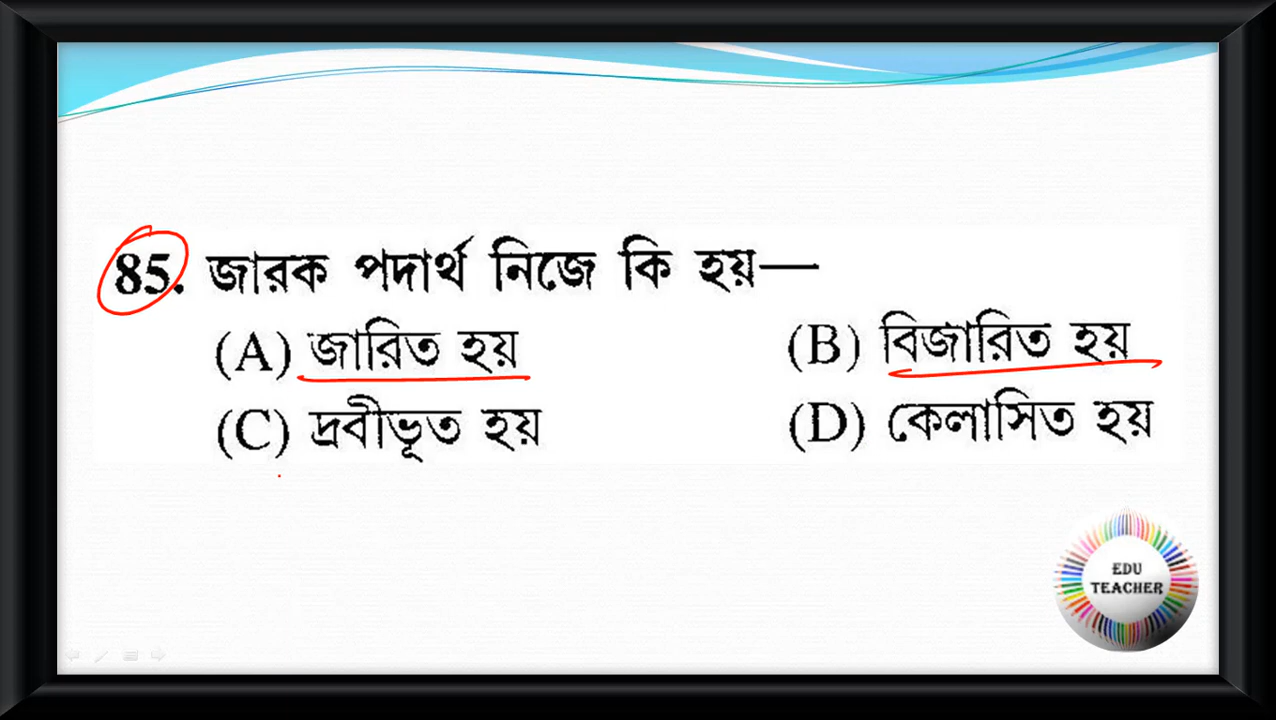 85. জারক পদার্থ নিজে কি হয়—
(A) জারিত হয় (B) বিজারিত হয়
(C) দ্রবীভূত হয় (D) কেলাসিত হয়
EDU
TEACHER